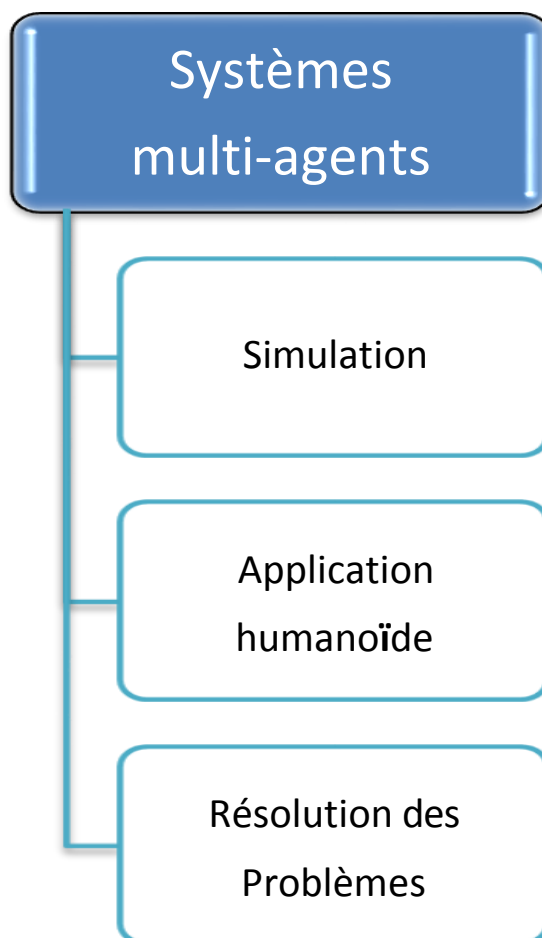 Systèmes
multi-agents
Simulation
Application
humanoïde
Résolution des
Problèmes